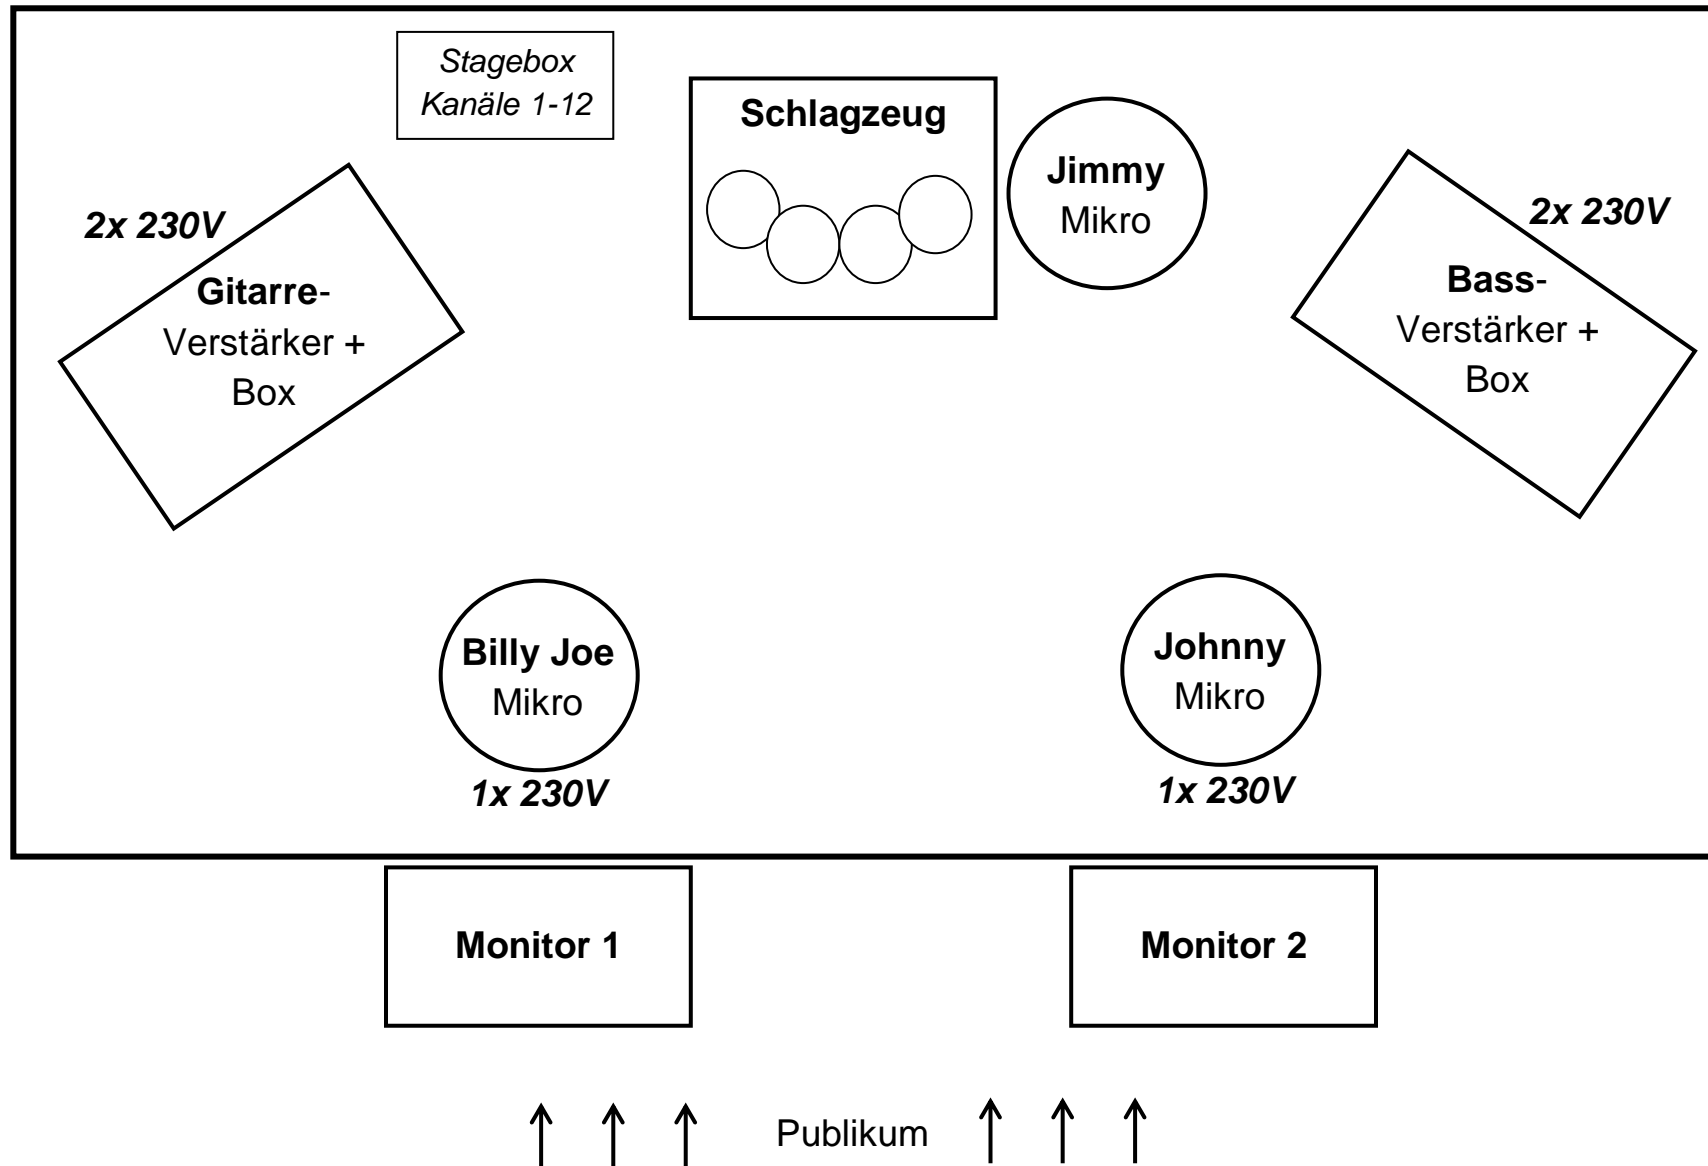 Stagebox
Kanäle 1-12
Schlagzeug
Jimmy
Mikro
2x 230V
2x 230V
Gitarre-
Verstärker +
Box
Bass-
Verstärker +
Box
Billy Joe
Mikro
1x 230V
Johnny
Mikro
1x 230V
Monitor 1
Monitor 2
Publikum